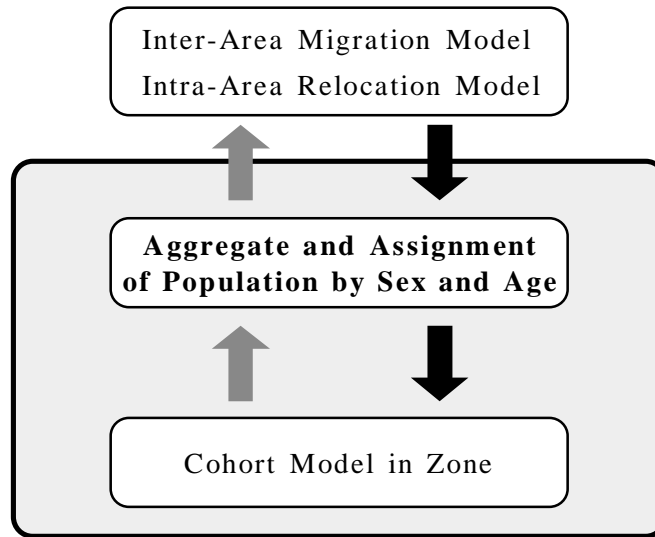 Inter-Area Migration Model
Intra-Area Relocation Model
Aggregate and Assignment
of Population by Sex and Age
Cohort Model in Zone